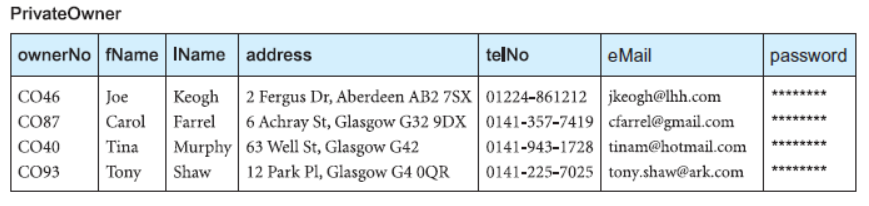 PrivateOwner
ownerNo fName lName address telNo eMail password
CO46 Joe Keogh 2 Fergus Dr, Aberdeen AB2 7SX 01224-861212 jkeogh@lhh.com ********
CO87 Carol Farrel 6 Achray St, Glasgow G32 9DX 0141-357-7419 cfarrel@gmail.com ********
CO40 Tina Murphy 63 Well St, Glasgow G42 0141-943-1728 tinam@hotmail.com ********
CO93 Tony Shaw 12 Park Pl, Glasgow G4 0QR 0141-225-7025 tony.shaw@ark.com ********